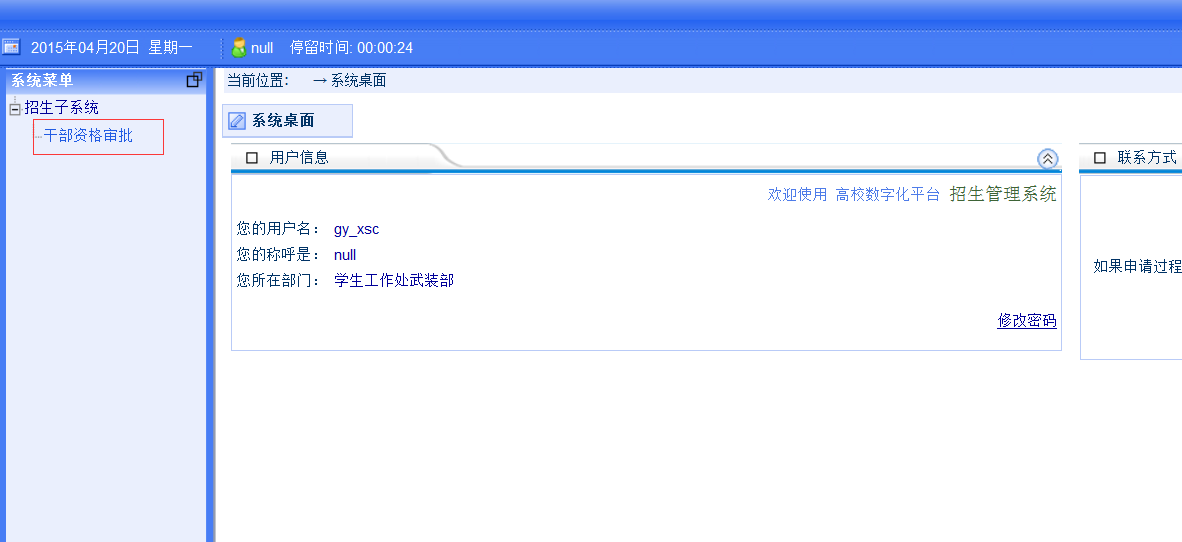 2015年04月20日 星期一 null 停留时间: 00:00:24
系统菜单
招生子系统
干部资格审批
当前位置： → 系统桌面
系统桌面
用户信息
欢迎使用 高校数字化平台 招生管理系统
您的用户名： gy_xsc
您的称呼是： null
您所在部门： 学生工作处武装部
修改密码
联系方式
如果申请过程